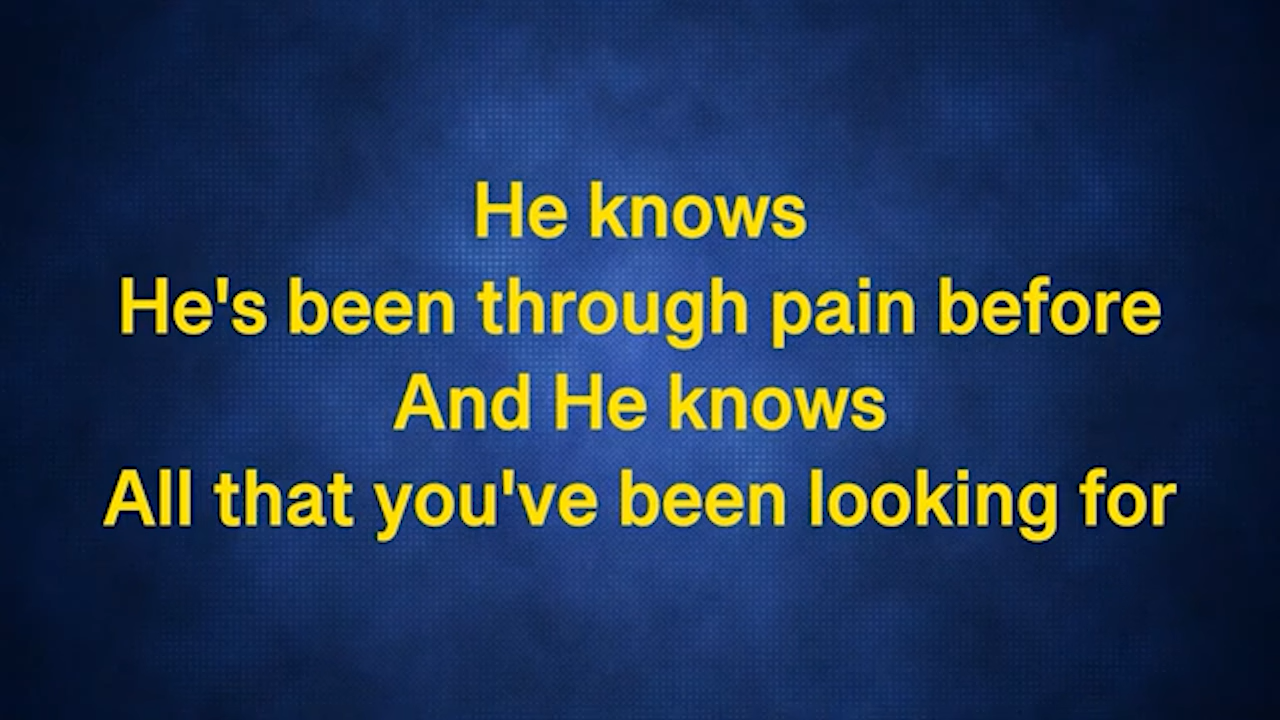 He knows
He's been through pain before
And He knows
All that you've been looking for